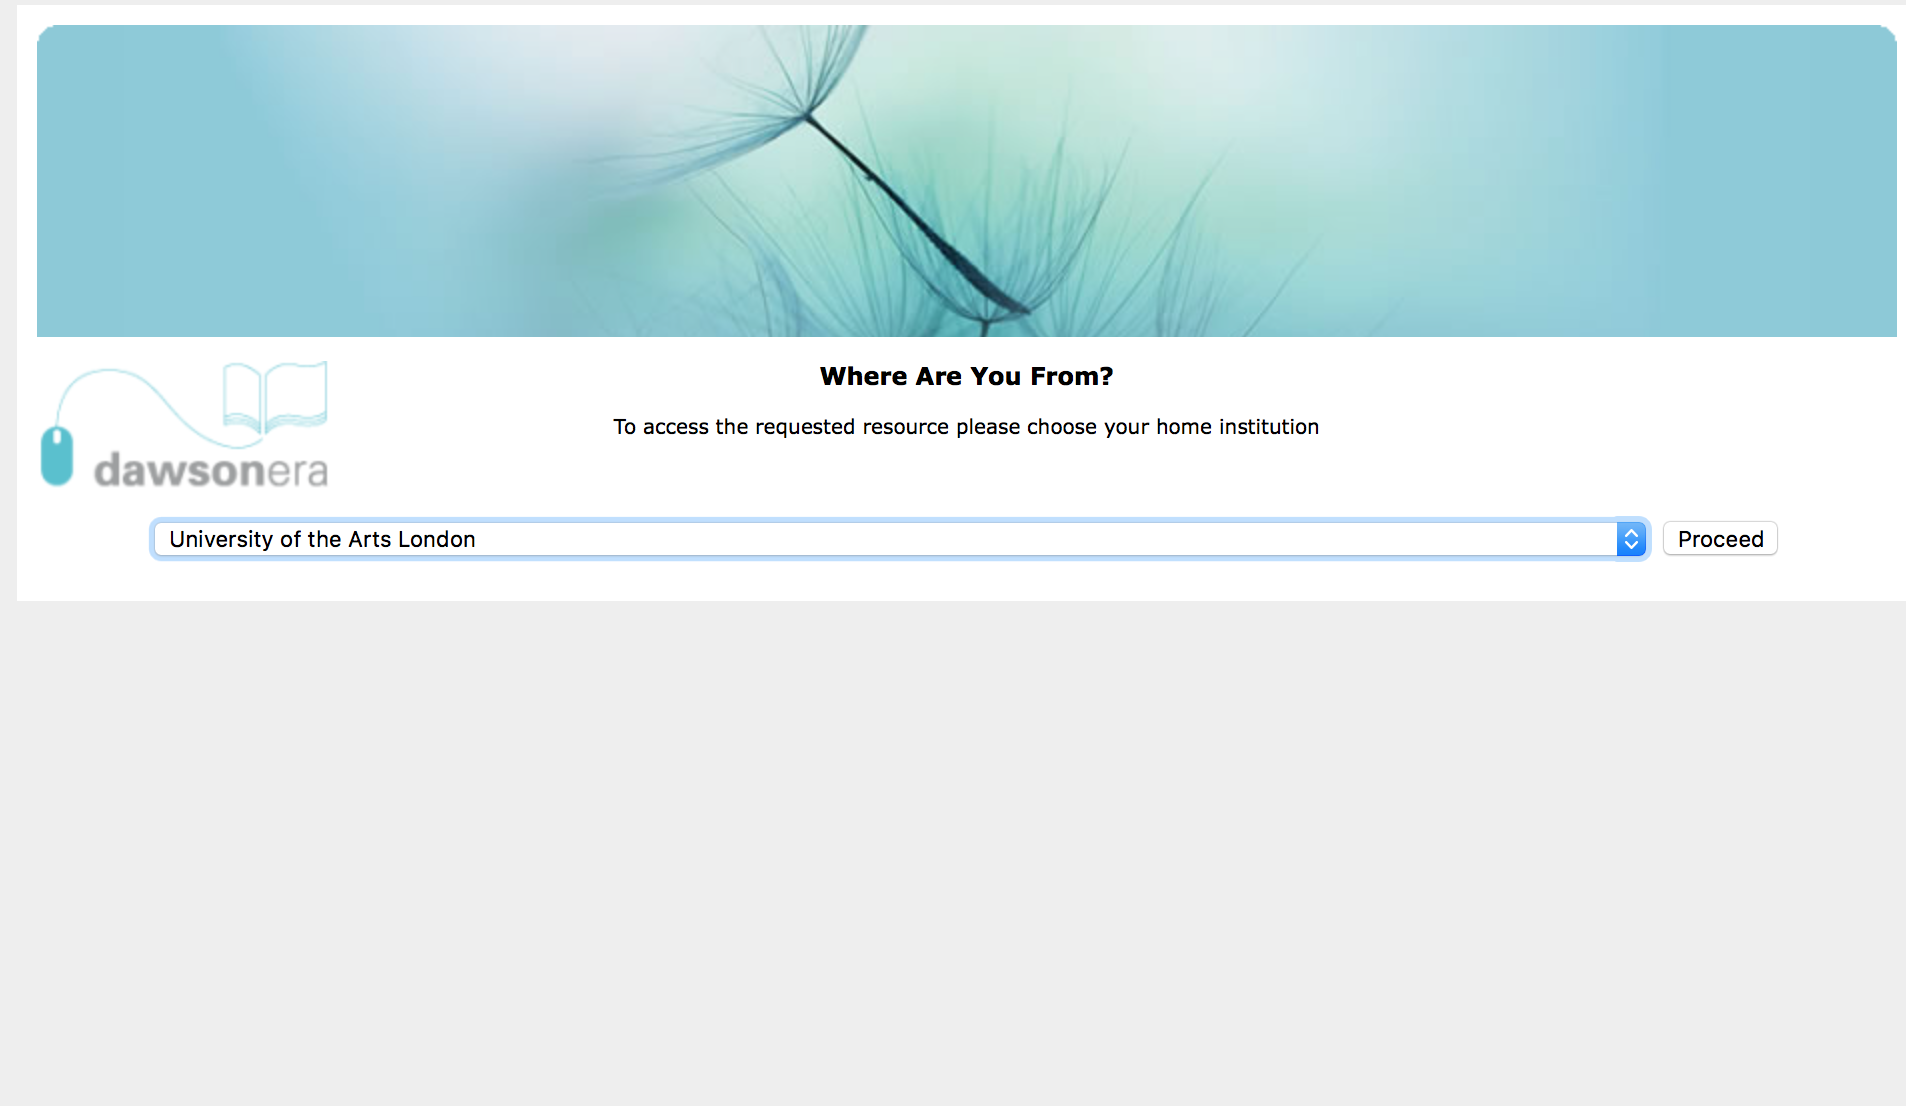 Where Are You From?
To access the requested resource please choose your home institution
dawsonera
University of the Arts London
Proceed